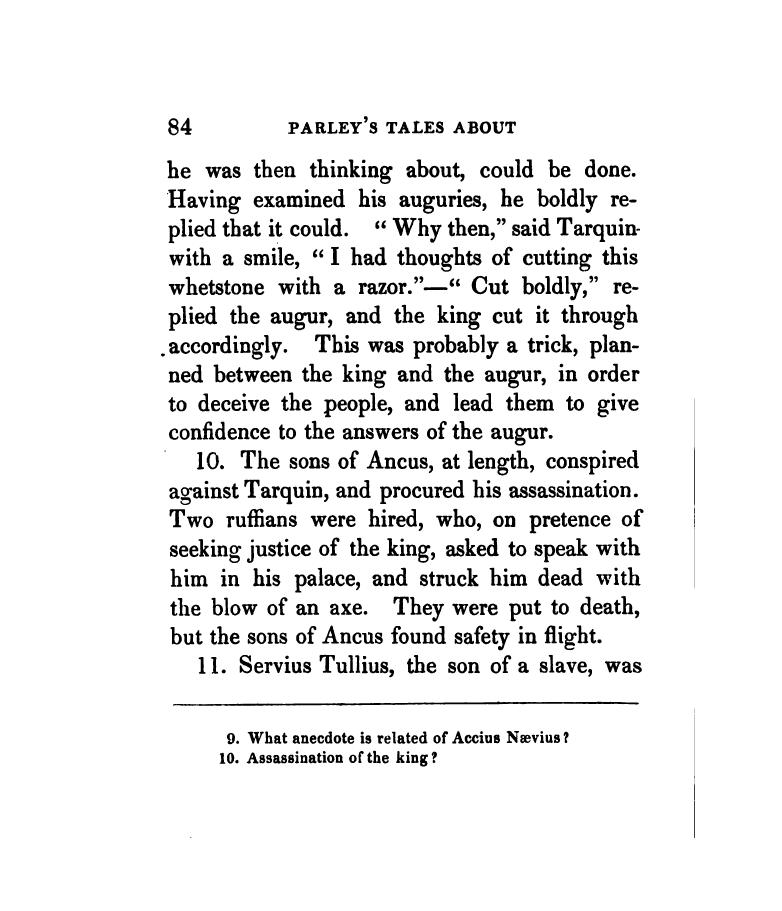 84 PARLEY'S TALES ABOUT
he was then thinking about, could be done.
Having examined his auguries, he boldly re-
plied that it could. “ Why then,” said Tarquin
with a smile, “ I had thoughts of cutting this
whetstone with a razor.”—“ Cut boldly,” re-
plied the augur, and the king cut it through
accordingly. This was probably a trick, plan-
ned between the king and the augur, in order
to deceive the people, and lead them to give
confidence to the answers of the augur.
10. The sons of Ancus, at length, conspired
against Tarquin, and procured his assassination.
Two ruffians were hired, who, on pretence of
seeking justice of the king, asked to speak with
him in his palace, and struck him dead with
the blow of an axe. They were put to death,
but the sons of Ancus found safety in flight.
11. Servius Tullius, the son of a slave, was
9. What anecdote is related of Accius Nævius?
10. Assassination of the king?